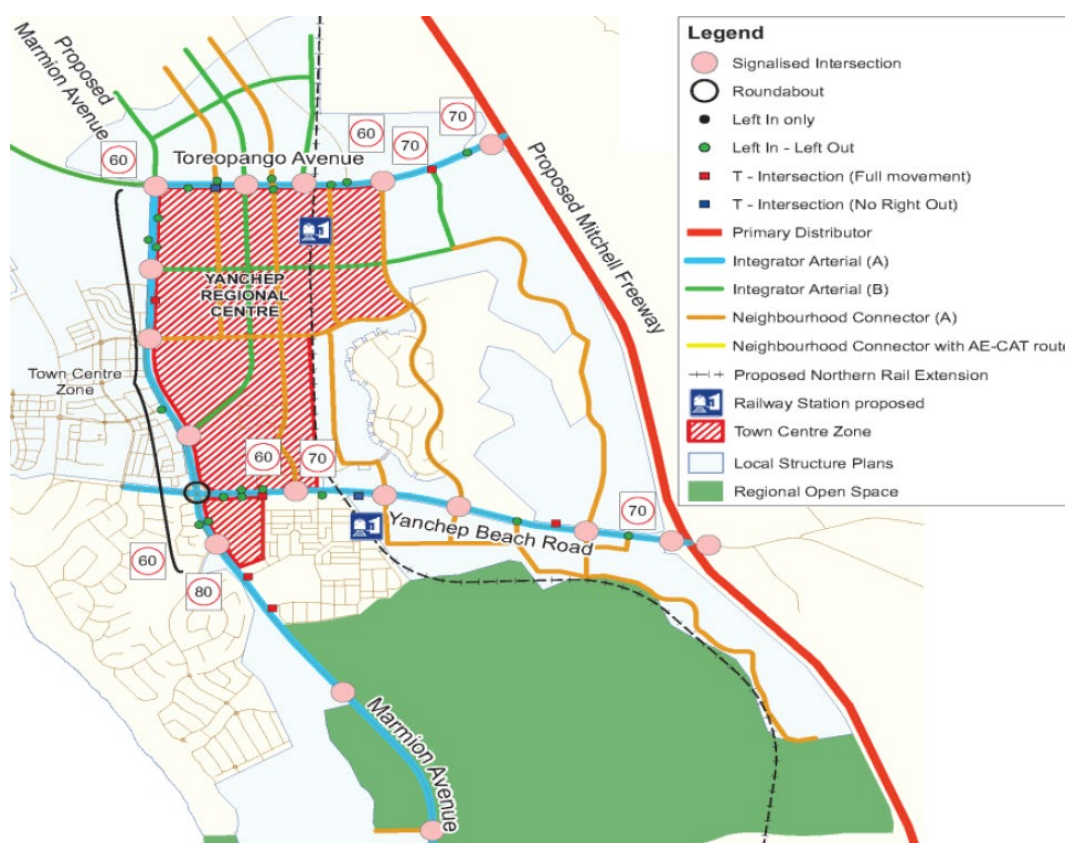 Proposed
Marmion Avenue
60
Toreopango Avenue
60
70
70
Proposed Mitchell Freeway
YANCHEP
REGIONAL
CENTRE
Town Centre
Zone
60
70
Yanchep Beach Road
70
60
80
Marmion Avenue
Legend
Signalised Intersection
Roundabout
Left In only
Left In - Left Out
T - Intersection (Full movement)
T - Intersection (No Right Out)
Primary Distributor
Integrator Arterial (A)
Integrator Arterial (B)
Neighbourhood Connector (A)
Neighbourhood Connector with AE-CAT route
Proposed Northern Rail Extension
Railway Station proposed
Town Centre Zone
Local Structure Plans
Regional Open Space